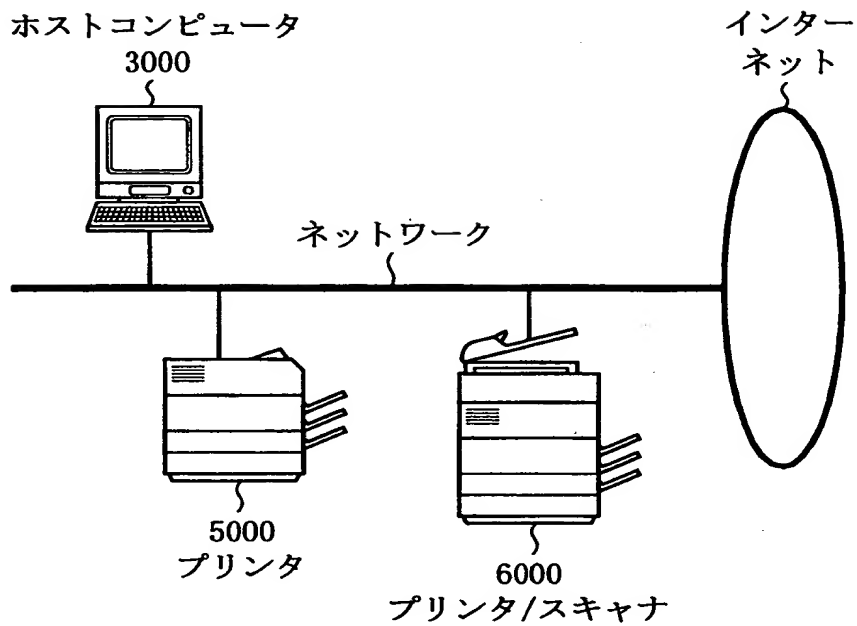 ホストコンピュータ
3000
インター
ネット
ネットワーク
5000
プリンタ
6000
プリンタ/スキャナ